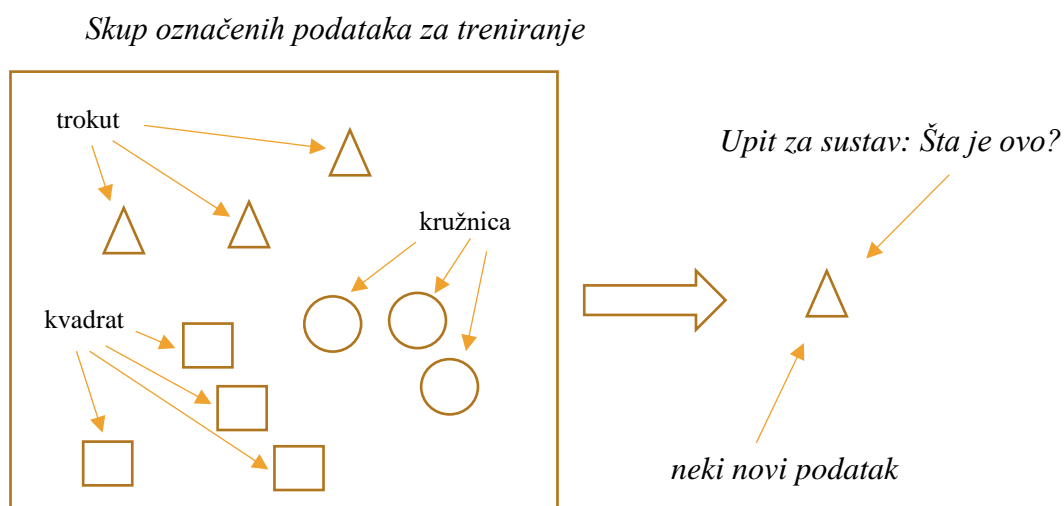 Skup označenih podataka za treniranje
trokut
kružnica
kvadrat
Upit za sustav: Šta je ovo?
neki novi podatak